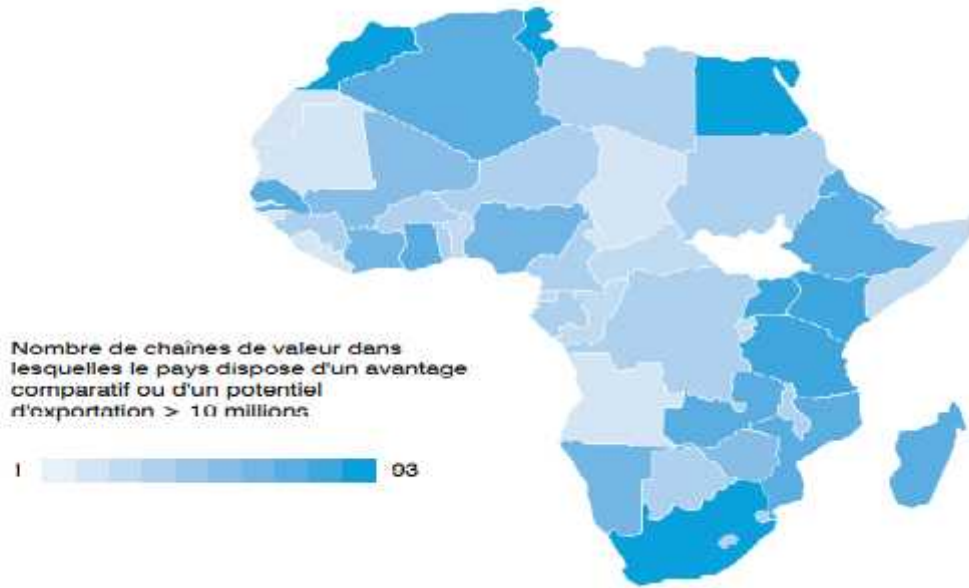 Nombre de chaînes de valeur dans
lesquelles le pays dispose d'un avantage
comparatif ou d'un potentiel
d'exportation > 10 millions
1 93